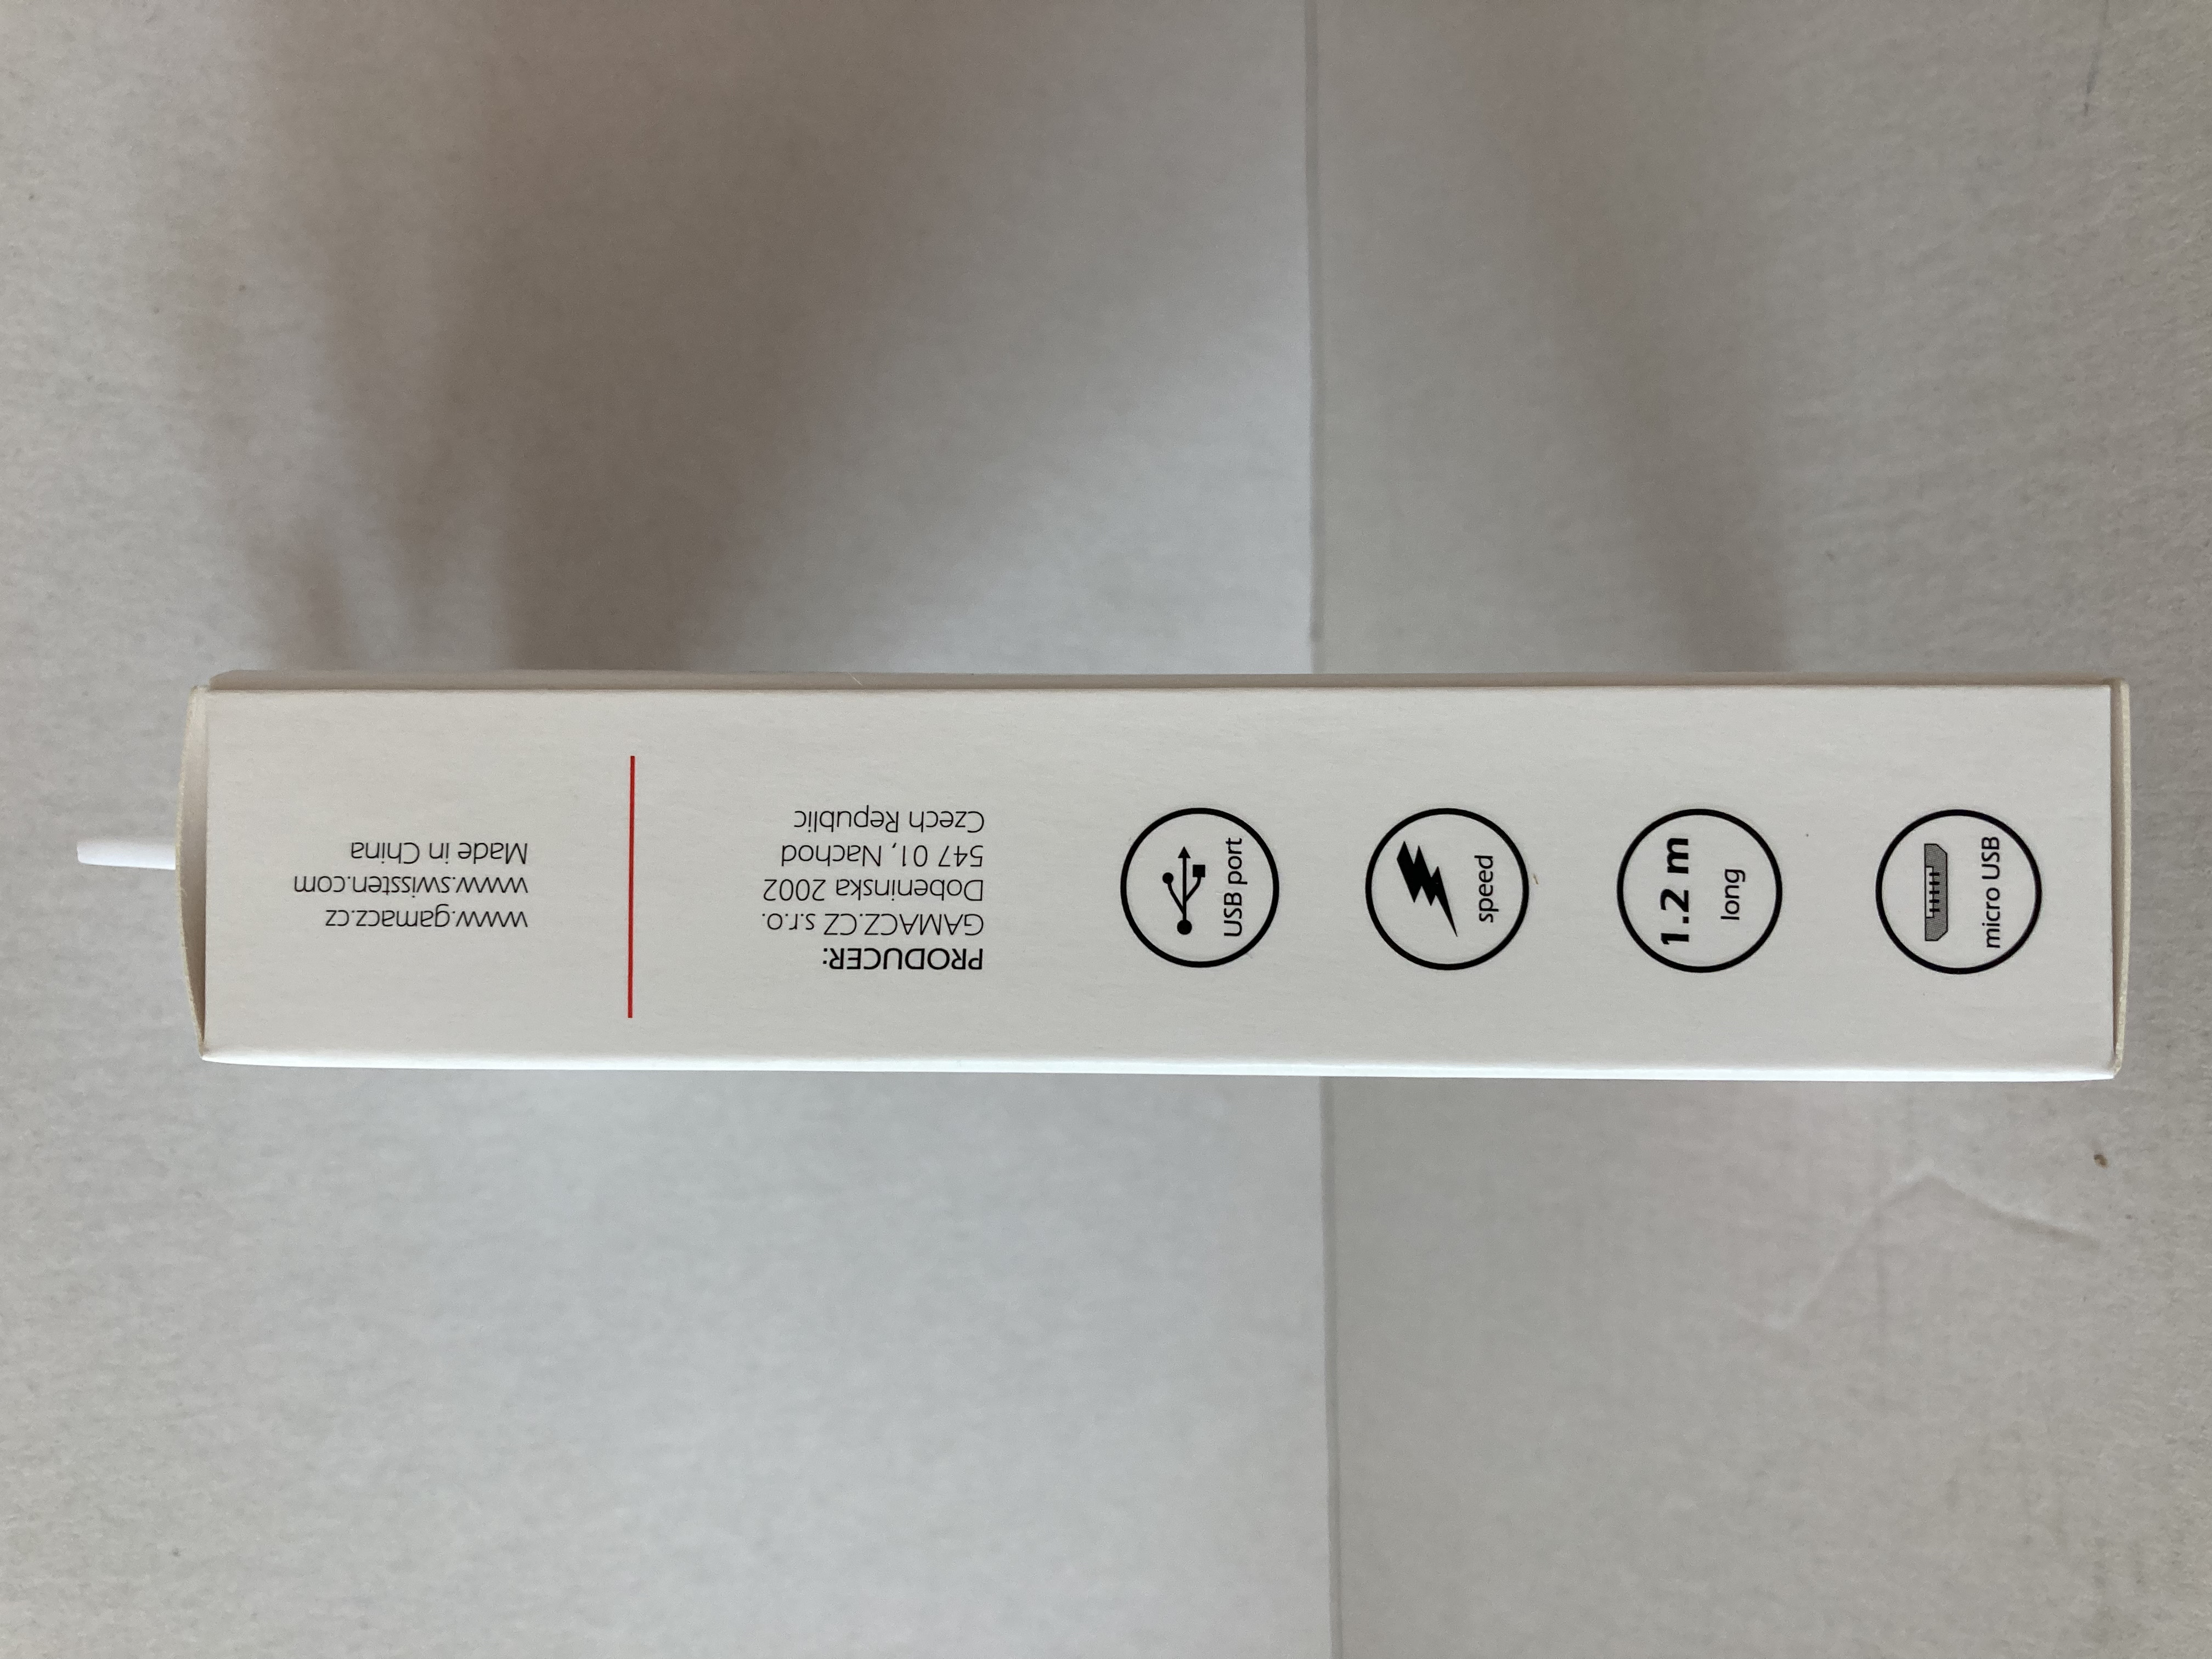 PRODUCER:
GAMACZ.CZ s.r.o.
Dobeninska 2002
547 01, Nachod
Czech Republic
www.gamacz.cz
www.swissten.com
Made in China
USB port
speed
1.2 m
long
micro USB